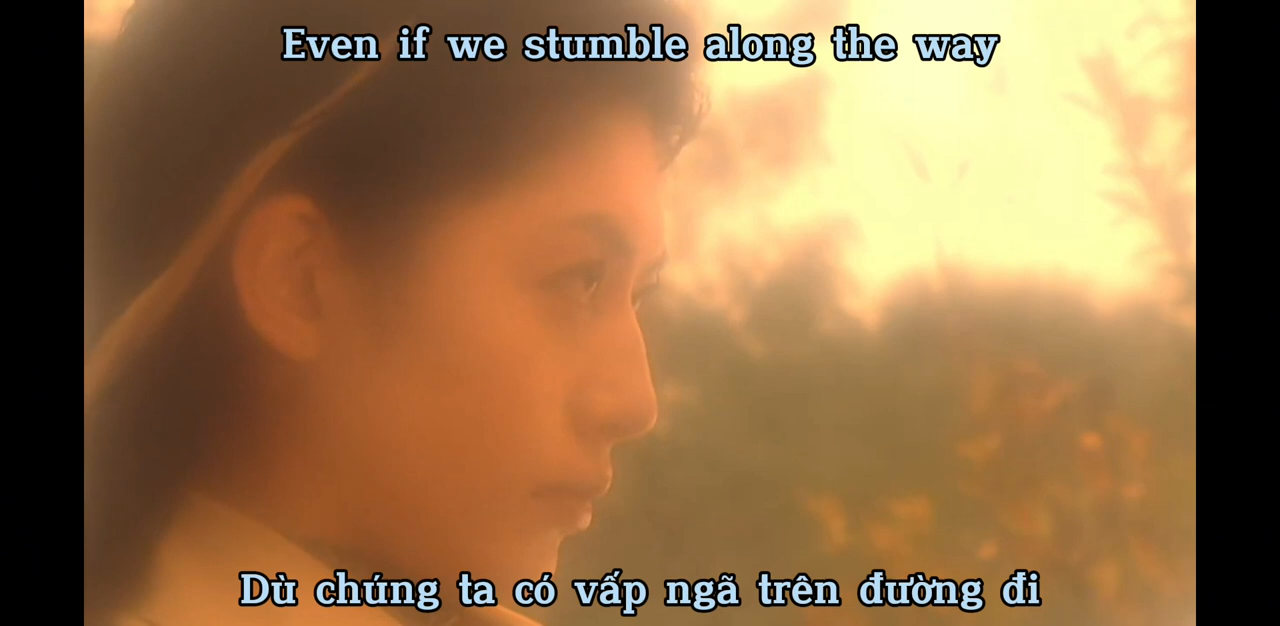 Even if we stumble along the way
Dù chúng ta có vấp ngã trên đường đi